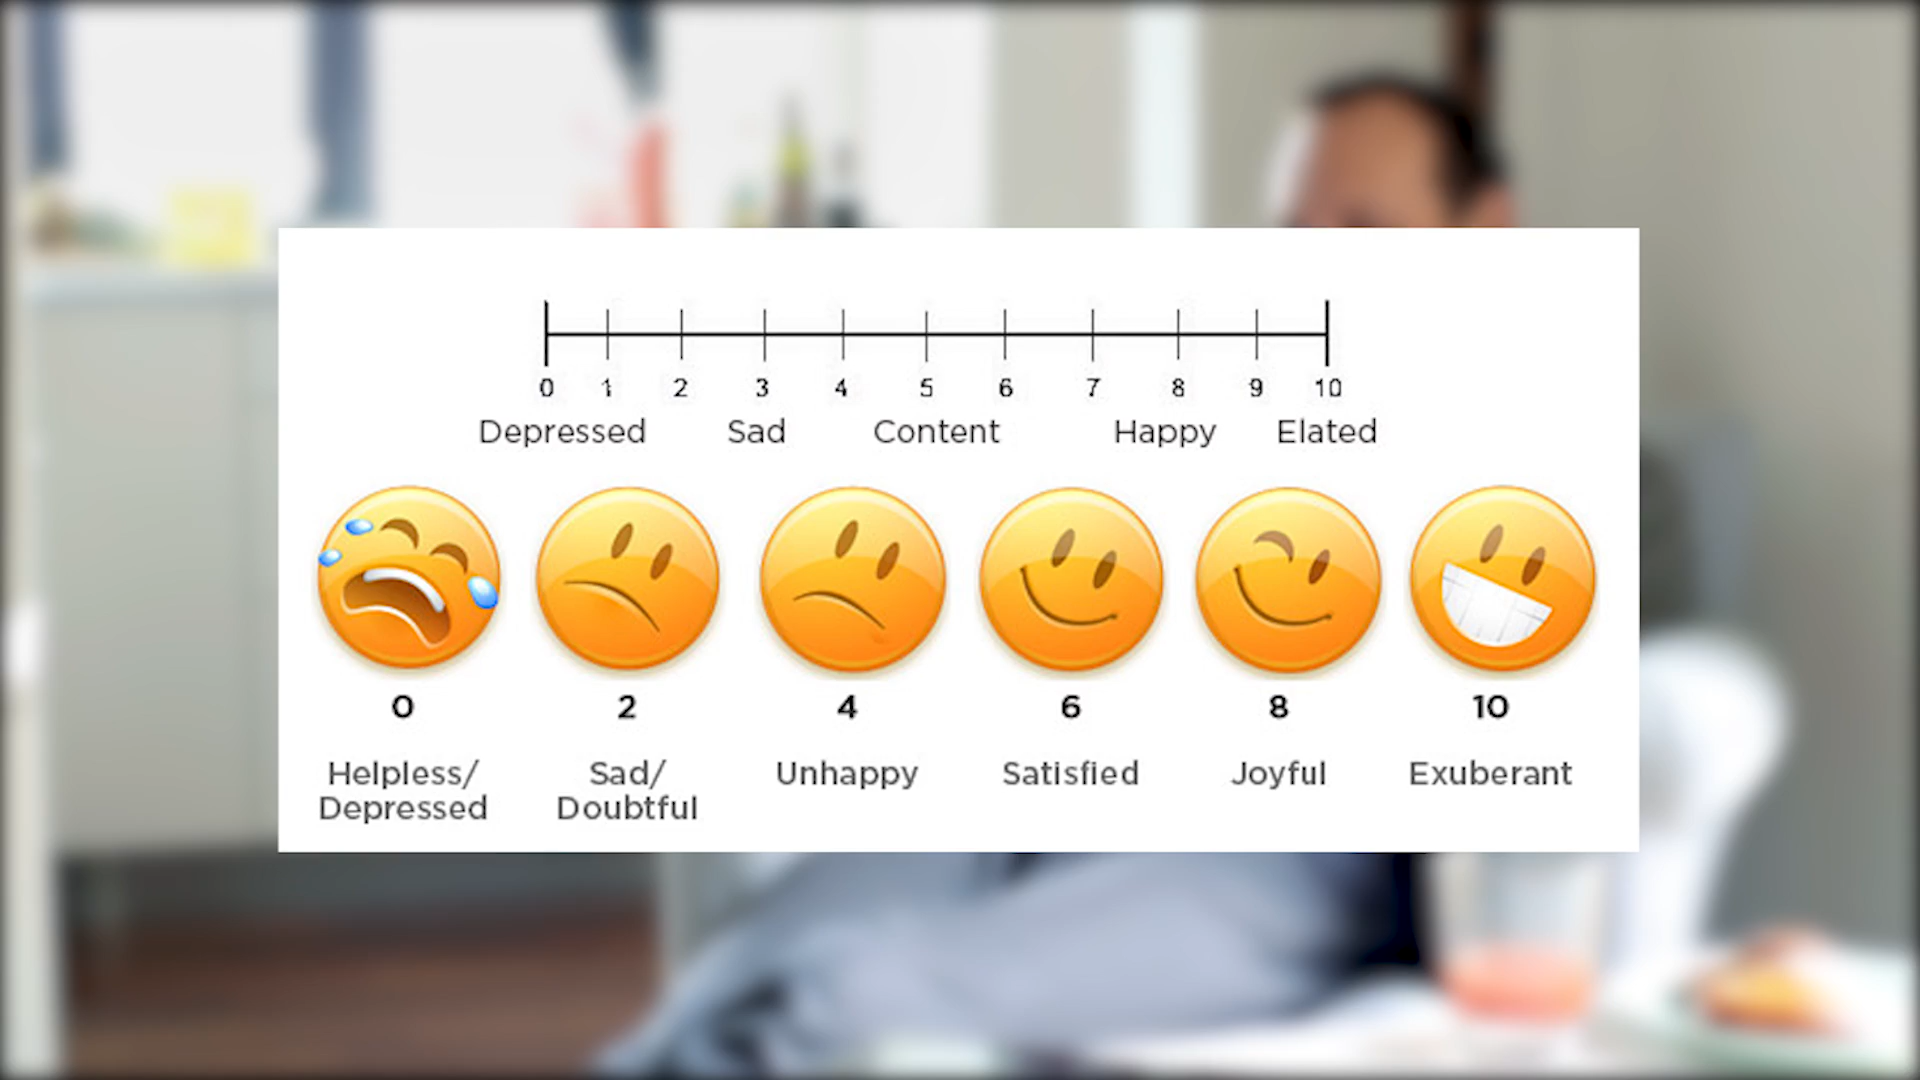 0 1 2 3 4 5 6 7 8 9 10
Depressed Sad Content Happy Elated
0 2 4 6 8 10
Helpless/ Sad/ Unhappy Satisfied Joyful Exuberant
Depressed Doubtful